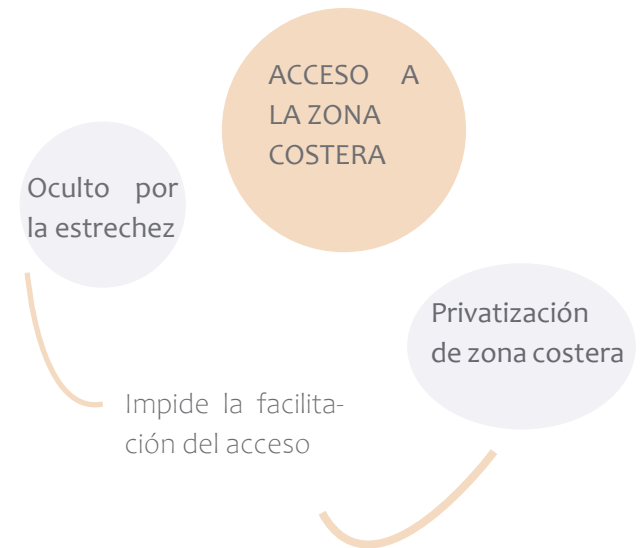 ACCESO A
LA ZONA
COSTERA
Oculto por
la estrechez
Privatización
de zona costera
Impide la facilita-
ción del acceso